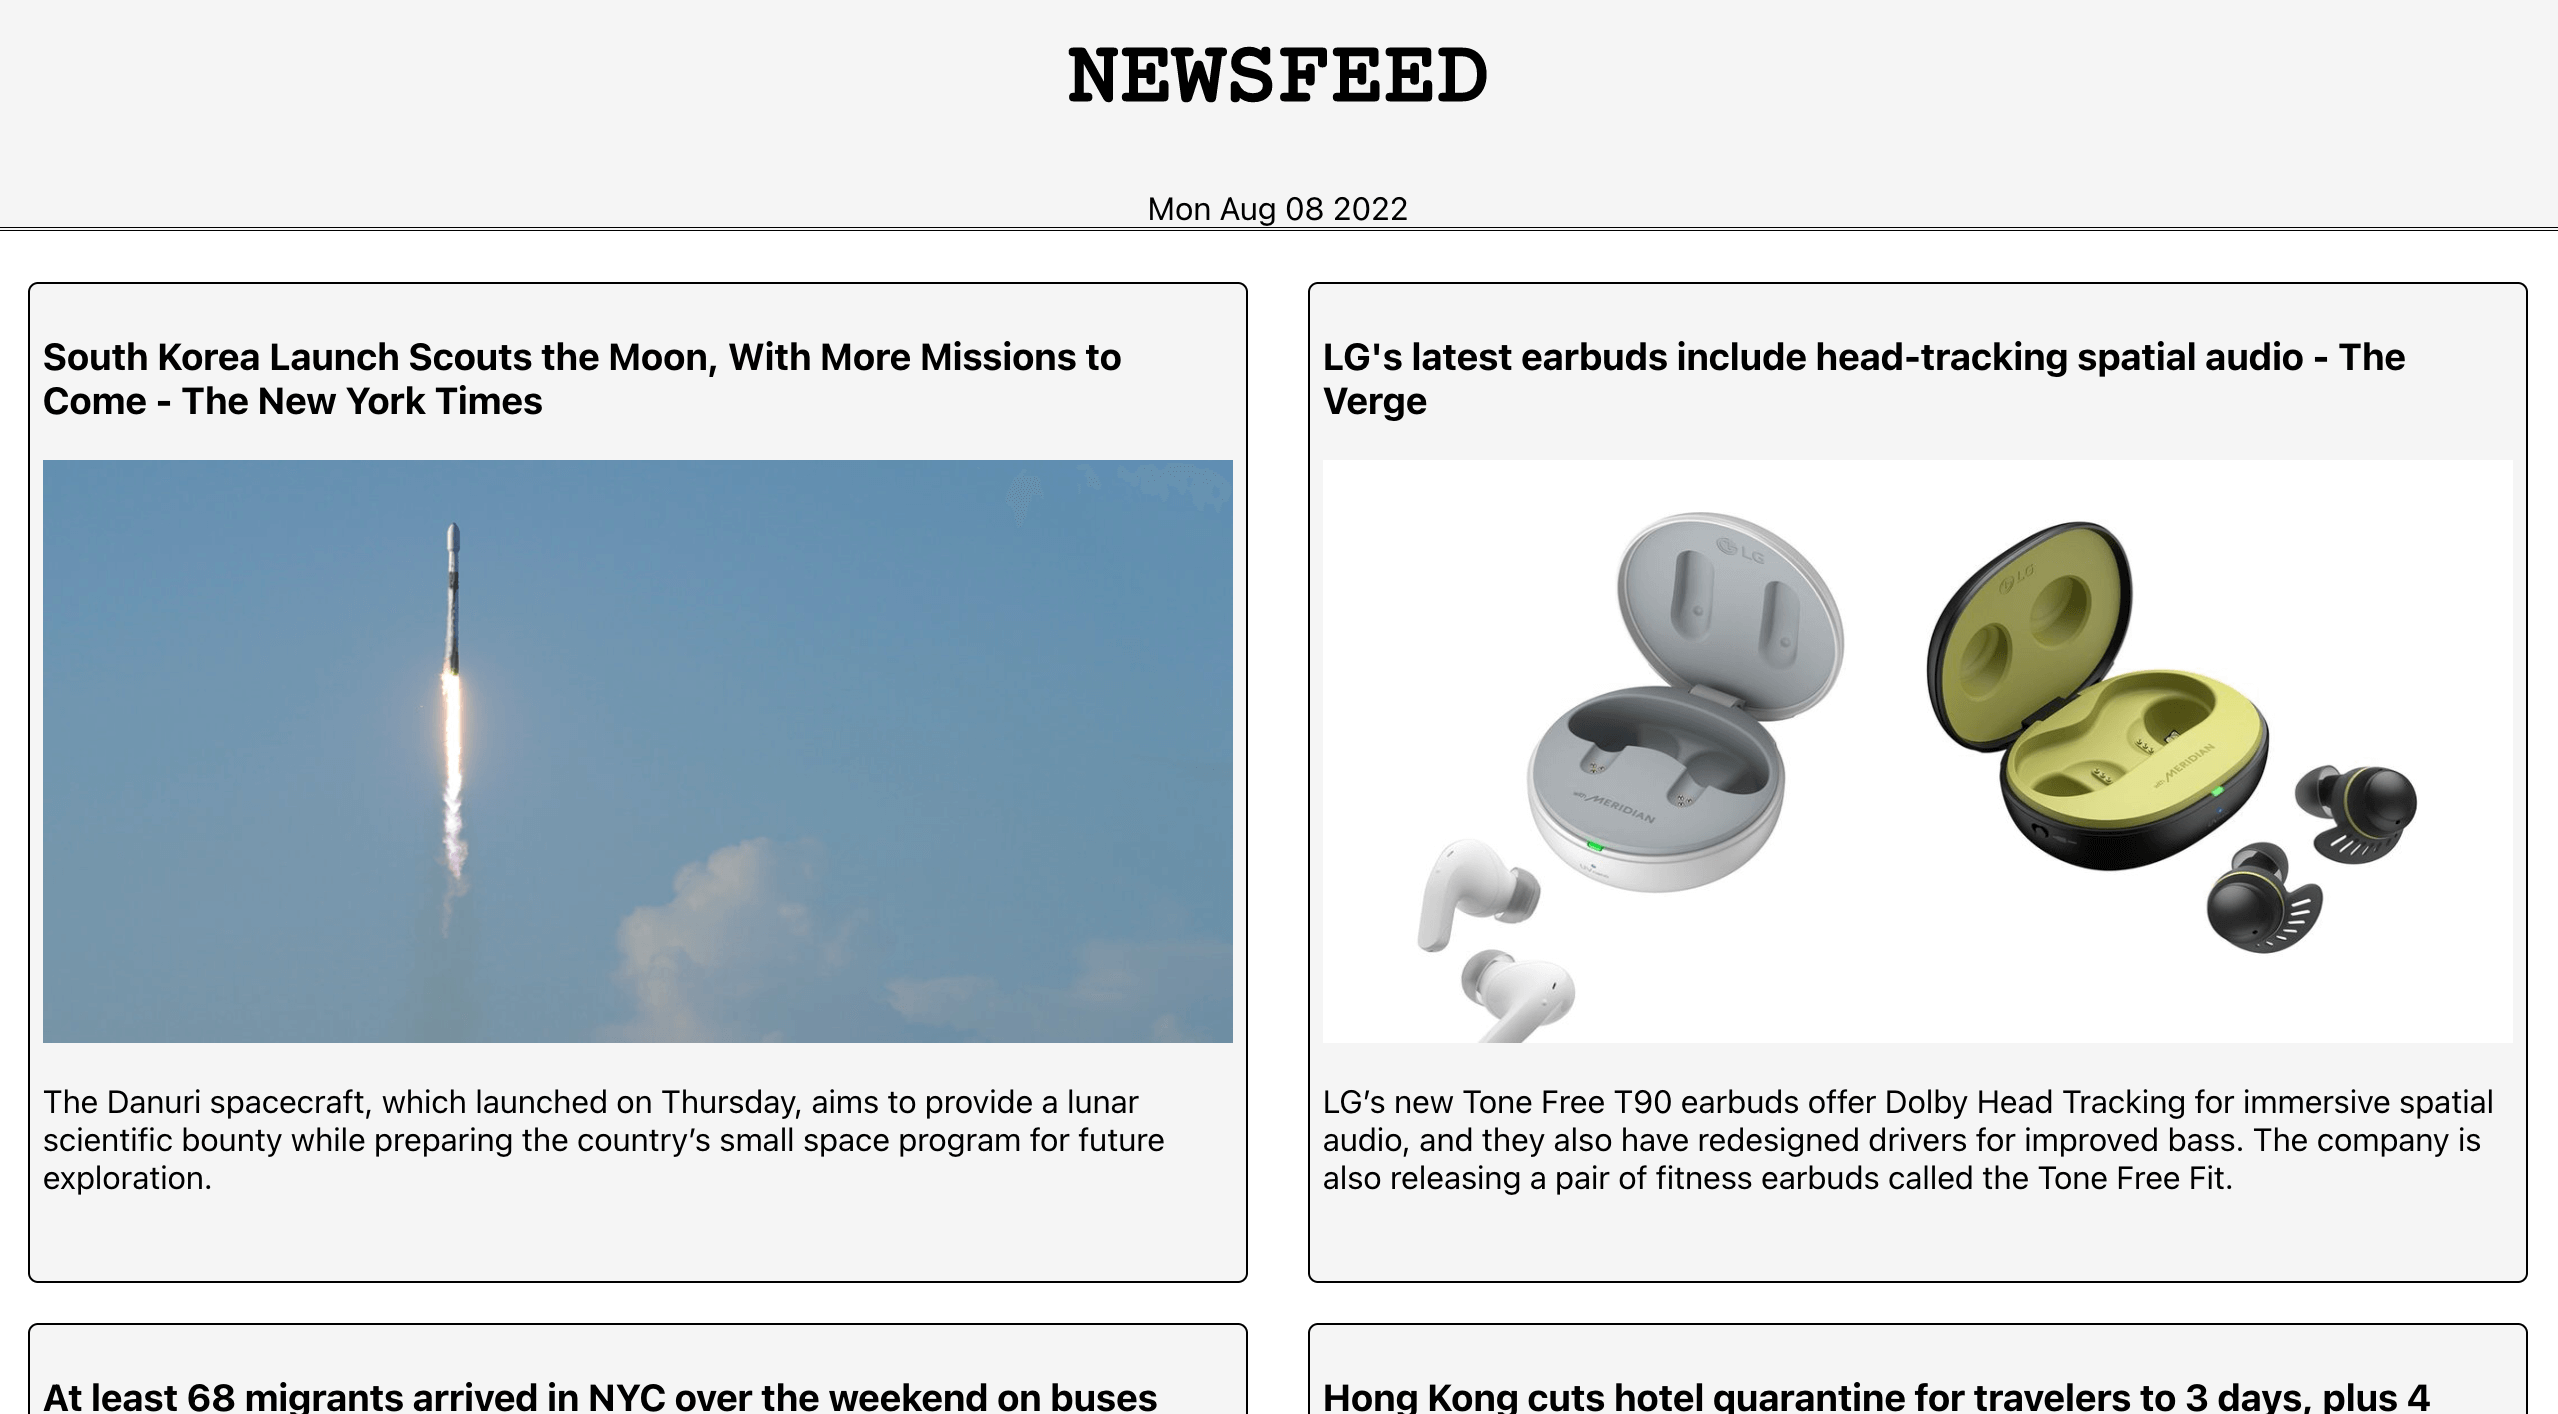 NEWSFEED
Mon Aug 08 2022
South Korea Launch Scouts the Moon, With More Missions to
Come - The New York Times
The Danuri spacecraft, which launched on Thursday, aims to provide a lunar
scientific bounty while preparing the country’s small space program for future
exploration.
LG's latest earbuds include head-tracking spatial audio - The
Verge
LG
LG
with MERIDIAN
with MERIDIAN
LG’s new Tone Free T90 earbuds offer Dolby Head Tracking for immersive spatial
audio, and they also have redesigned drivers for improved bass. The company is
also releasing a pair of fitness earbuds called the Tone Free Fit.
At least 68 migrants arrived in NYC over the weekend on buses
Hong Kong cuts hotel quarantine for travelers to 3 days, plus 4